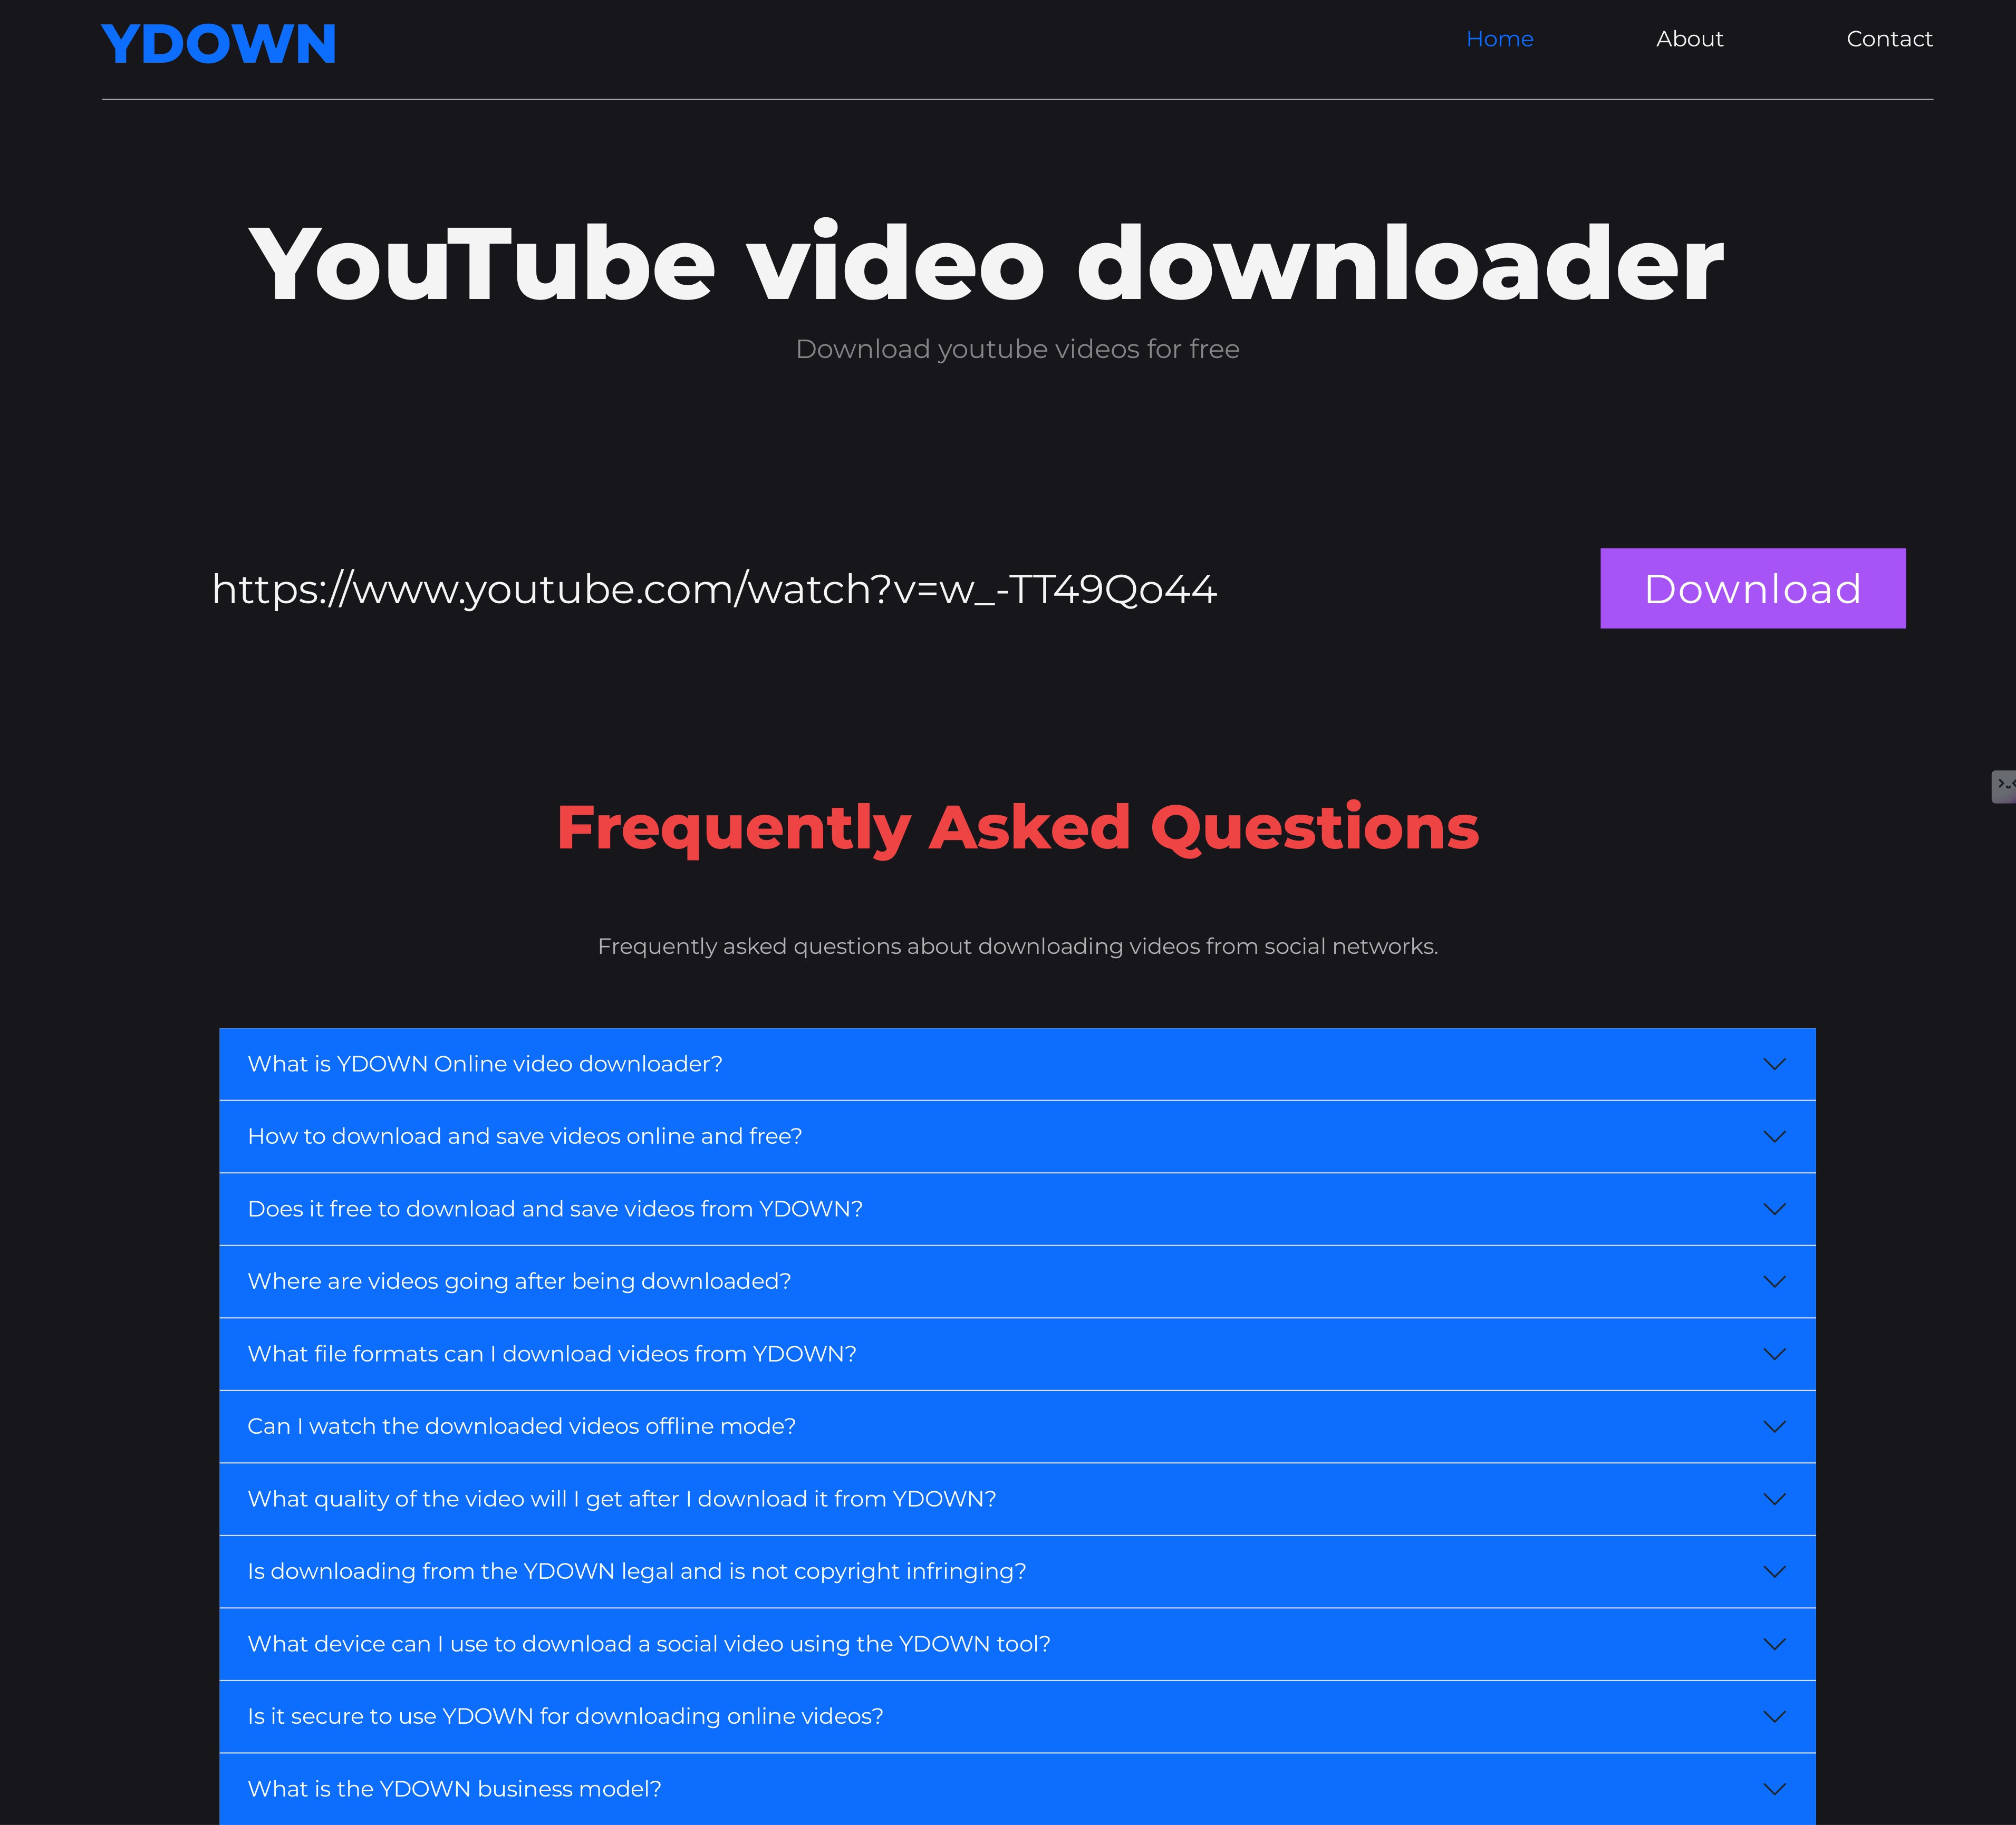 YDOWN
Home
About
Contact
YouTube video downloader
Download youtube videos for free
https://www.youtube.com/watch?v=w_-TT49Qo44
Download
Frequently Asked Questions
Frequently asked questions about downloading videos from social networks.
What is YDOWN Online video downloader?
How to download and save videos online and free?
Does it free to download and save videos from YDOWN?
Where are videos going after being downloaded?
What file formats can I download videos from YDOWN?
Can I watch the downloaded videos offline mode?
What quality of the video will I get after I download it from YDOWN?
Is downloading from the YDOWN legal and is not copyright infringing?
What device can I use to download a social video using the YDOWN tool?
Is it secure to use YDOWN for downloading online videos?
What is the YDOWN business model?